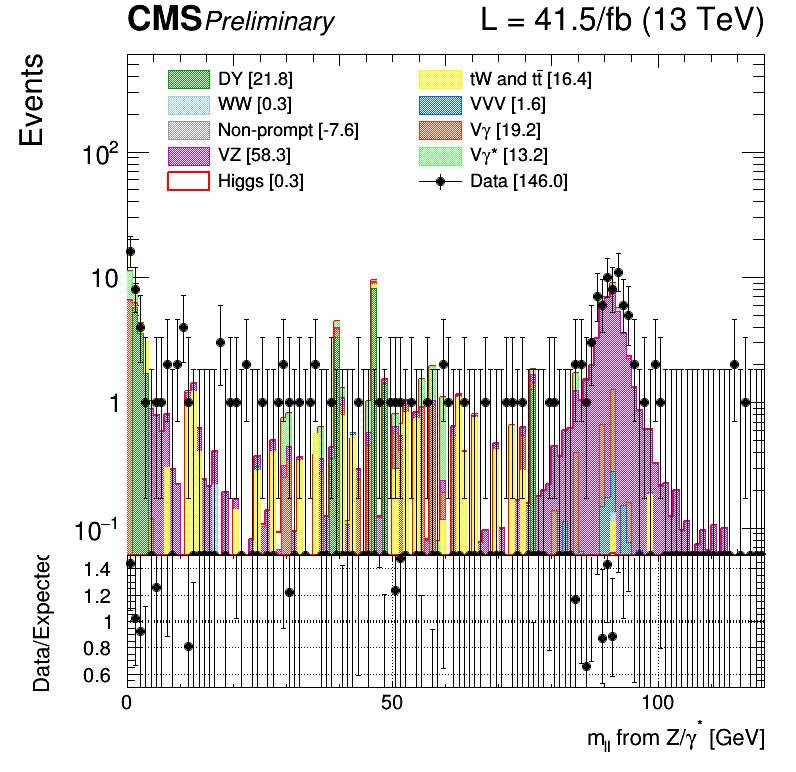 CMS Preliminary L = 41.5/fb (13 TeV)
Events
DY [21.8] tW and tt̄ [16.4]
WW [0.3] VVV [1.6]
Non-prompt [-7.6] Vγ [19.2]
VZ [58.3] Vγ* [13.2]
Higgs [0.3] Data [146.0]
10²
10
1
10⁻¹
Data/Expected
1.4
1.2
1
0.8
0.6
0 50 100
m_ll from Z/γ* [GeV]